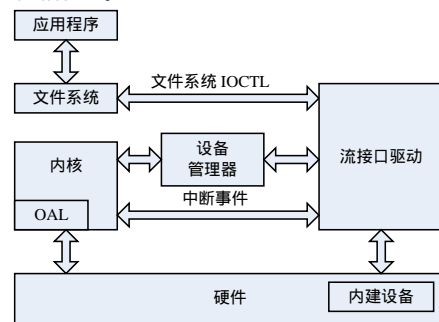 应用程序
文件系统
文件系统 IOCTL
内核
设备
管理器
流接口驱动
中断事件
OAL
硬件
内建设备